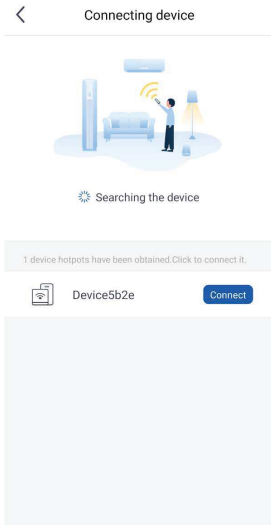 Connecting device
Searching the device
1 device hotpots have been obtained.Click to connect it.
Device5b2e
Connect